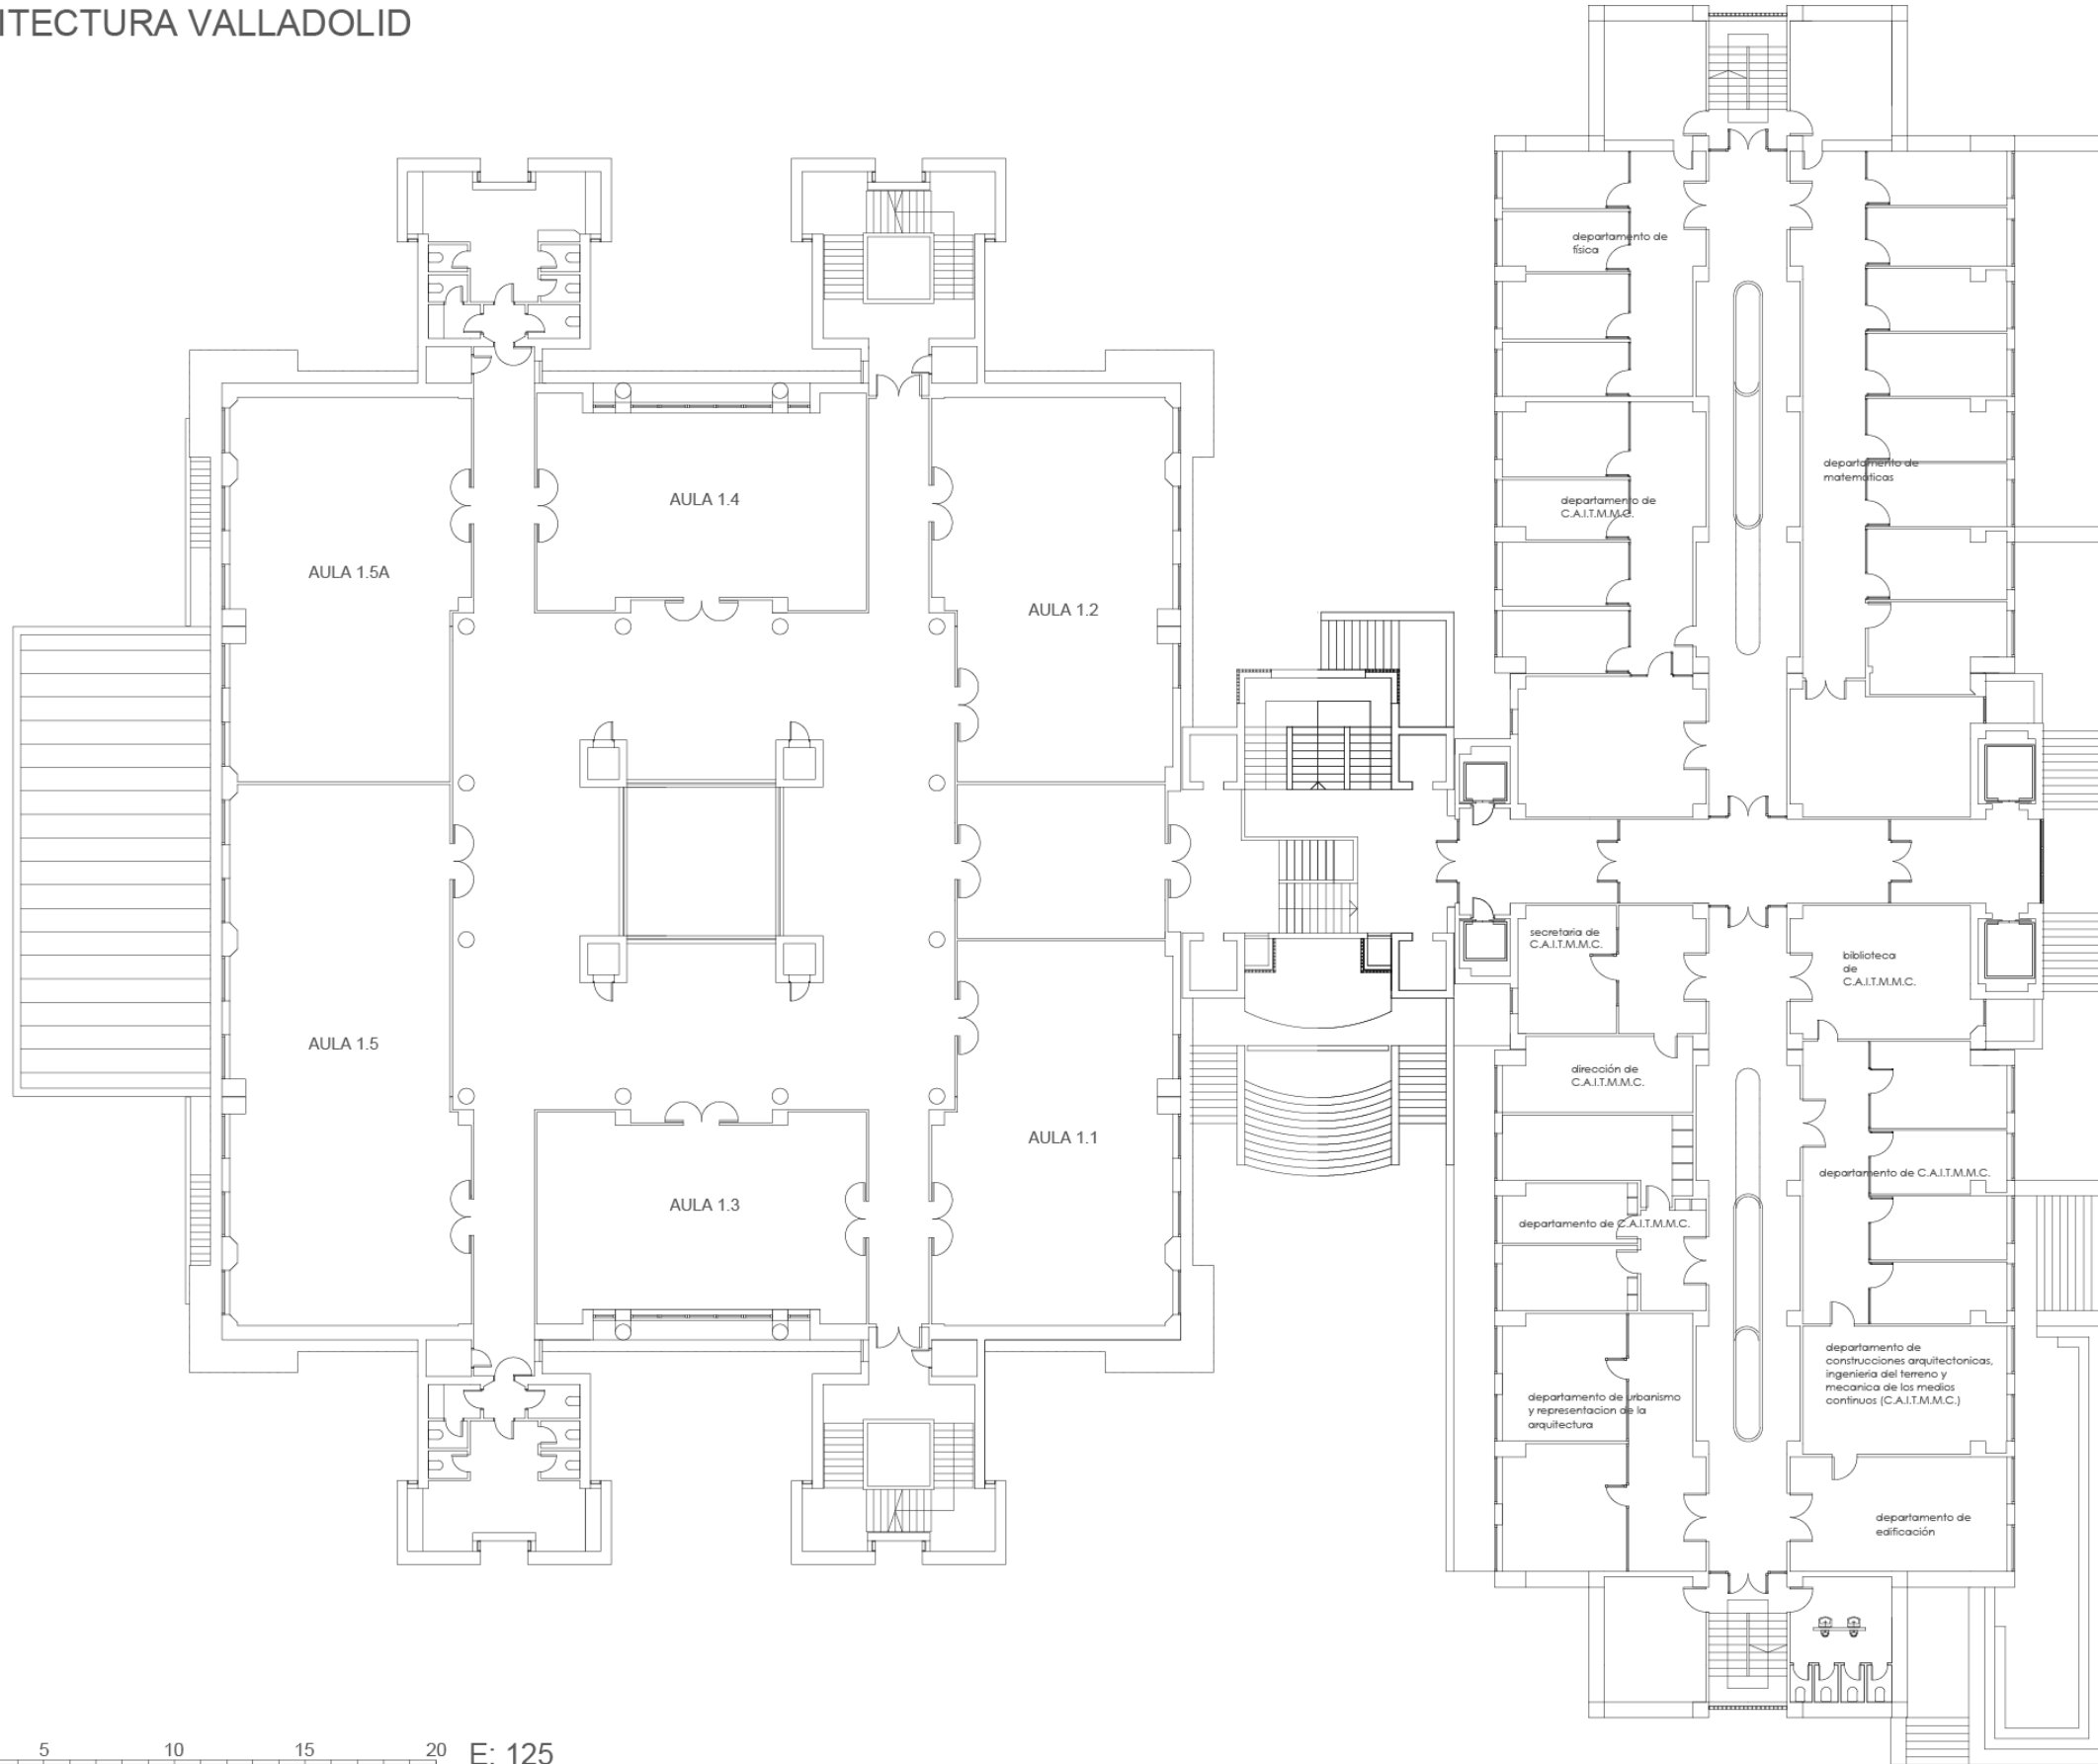 ITECTURA VALLADOLID
departamento de
física
departamento de
matemáticas
AULA 1.4
departamento de
C.A.I.T.M.M.C.
AULA 1.5A
AULA 1.2
secretaria de
C.A.I.T.M.M.C.
biblioteca
de
C.A.I.T.M.M.C.
AULA 1.5
dirección de
C.A.I.T.M.M.C.
AULA 1.1
departamento de C.A.I.T.M.M.C.
AULA 1.3
departamento de C.A.I.T.M.M.C.
departamento de
construcciones arquitectonicas,
ingenieria del terreno y
mecanica de los medios
continuos (C.A.I.T.M.M.C.)
departamento de urbanismo
y representacion de la
arquitectura
departamento de
edificación
5 10 15 20 E: 125